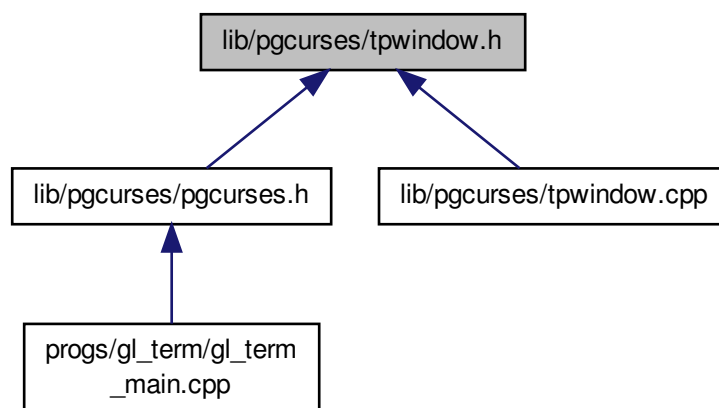 lib/pgcurses/tpwindow.h
lib/pgcurses/pgcurses.h
lib/pgcurses/tpwindow.cpp
progs/gl_term/gl_term
_main.cpp